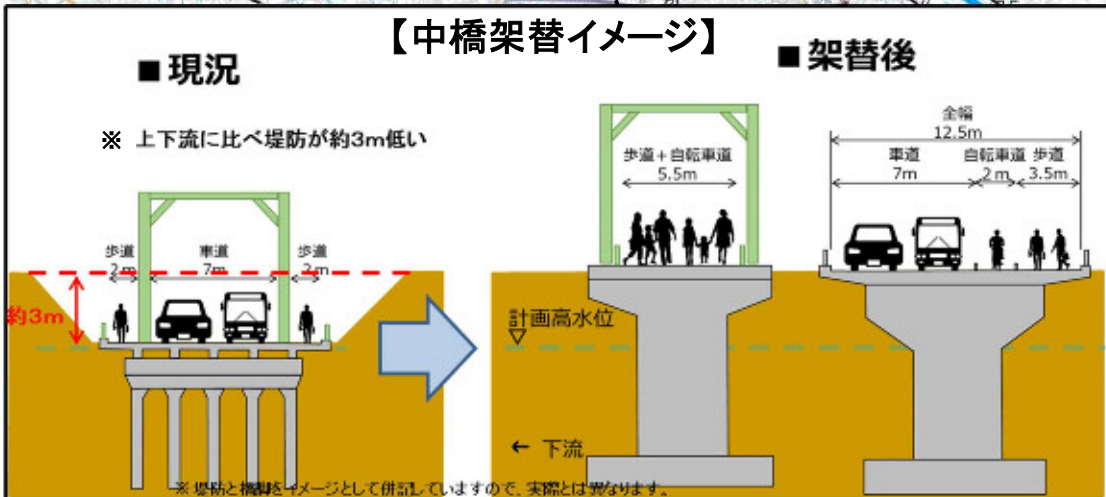 【中橋架替イメージ】
■現況
※ 上下流に比べ堤防が約3m低い
歩道
2m
車道
7m
歩道
2m
約3m
■架替後
歩道+自転車道
5.5m
全幅
12.5m
車道
7m
自転車道
2m
歩道
3.5m
計画高水位
← 下流
※ 堤防と橋脚をイメージとして併記していますので、実際とは異なります。